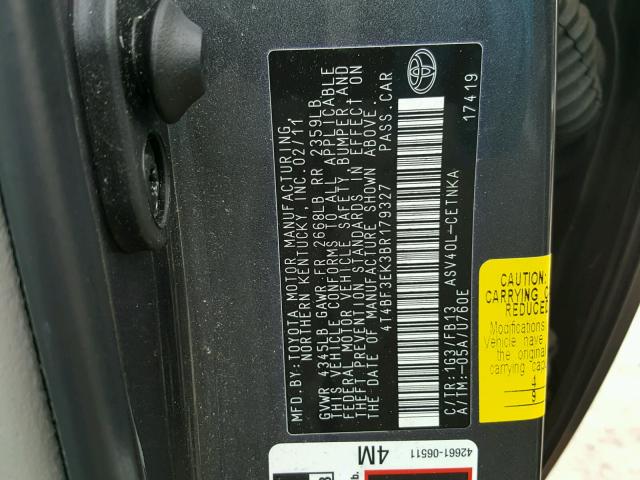 MFD. BY: TOYOTA MOTOR MANUFACTURING,
NORTHERN KENTUCKY, INC. 02/11
GVWR 4345LB GAWR FR 2668LB RR 2359LB
THIS VEHICLE CONFORMS TO ALL APPLICABLE
FEDERAL MOTOR VEHICLE SAFETY, BUMPER AND
THEFT PREVENTION STANDARDS IN EFFECT ON
DATE OF MANUFACTURE SHOWN ABOVE.
4T4BF3EK3BR179327 PASS. CAR
C/TR:1G3/FB13 ASV40L-CETNKA
A/TM:-05A/U760E
17419
CAUTION:
CARRYING
REDUCED
Modifications
Vehicle have
the original
carrying cap
42661-06511
4M